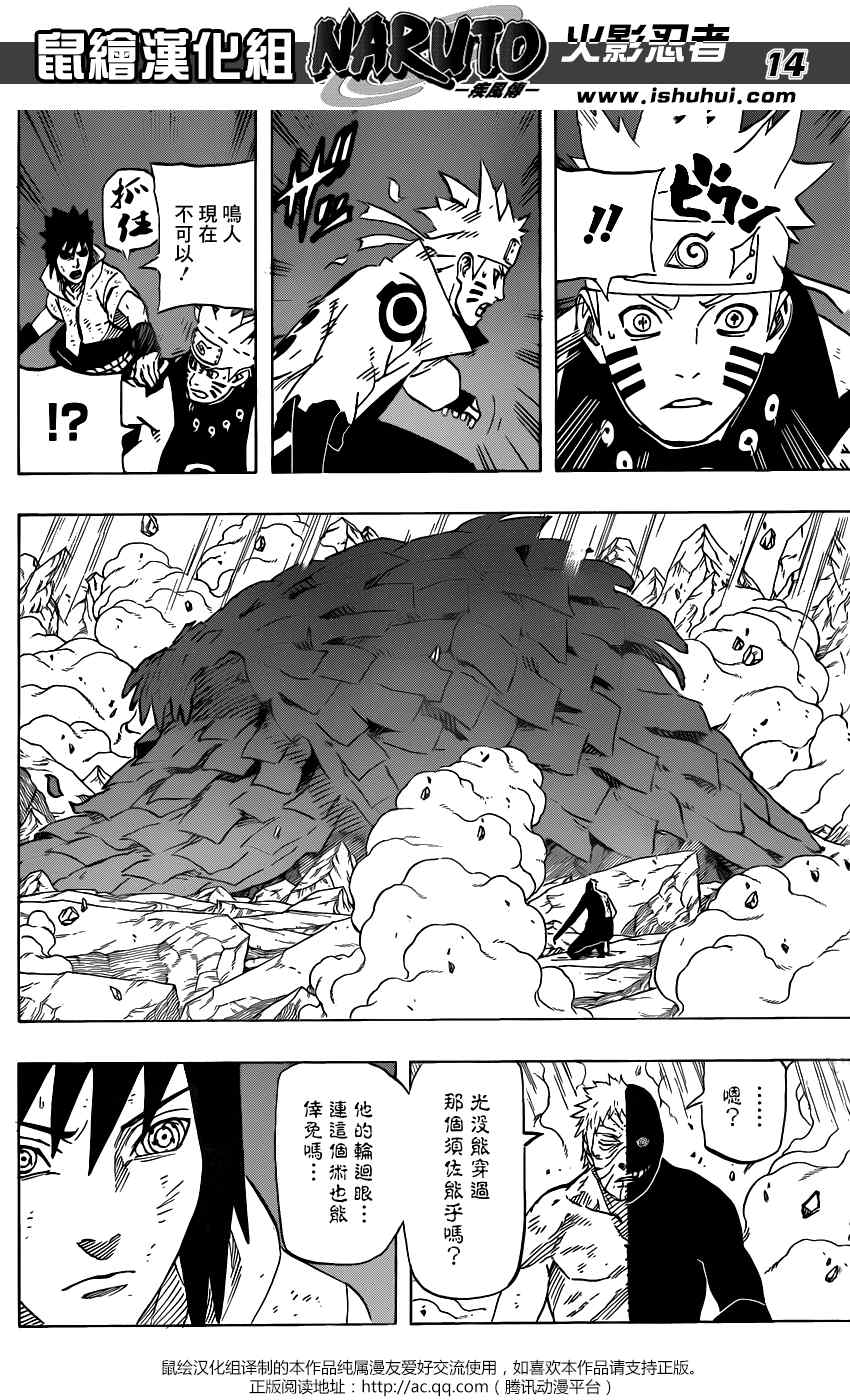 鼠繪漢化組
NARUTO
疾風傳
火影忍者
14
www.ishuhui.com
ビクン
!!
鳴人
現在
不可以!
抓住
!?
……
嗯?
光沒能穿過
那個須佐能乎嗎?
他的輪迴眼…
連這個術也能
倖免嗎…
鼠绘汉化组译制的本作品纯属漫友爱好交流使用，如喜欢本作品请支持正版。
正版阅读地址：http://ac.qq.com（腾讯动漫平台）